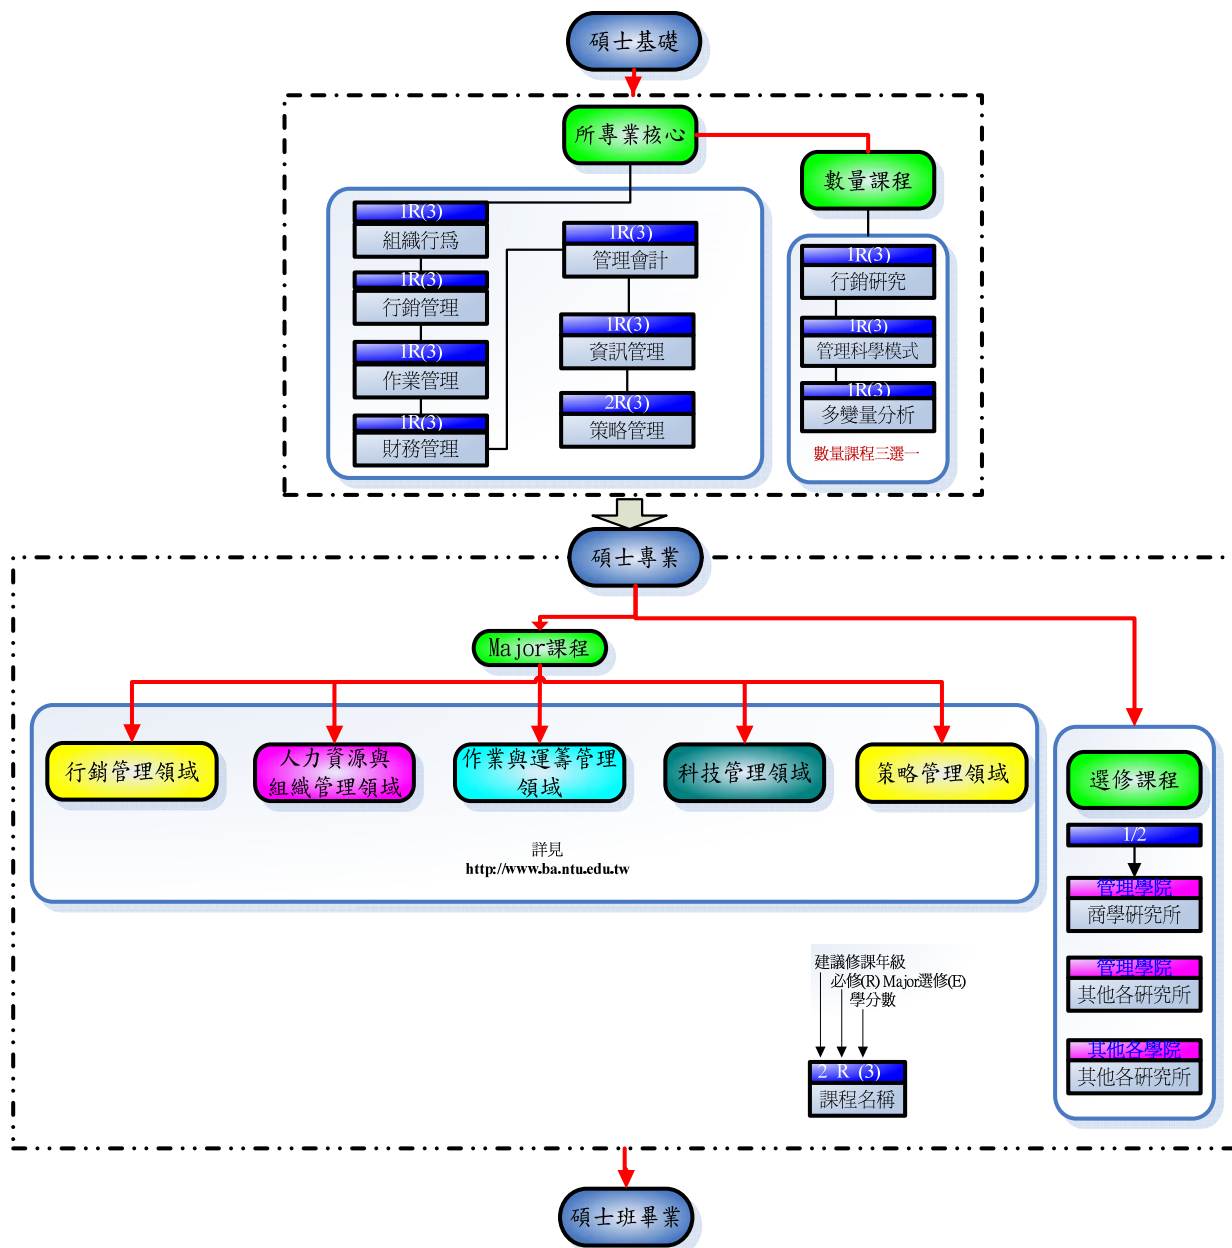 碩士基礎
所專業核心
數量課程
1R(3)
組織行為
1R(3)
行銷管理
1R(3)
作業管理
1R(3)
財務管理
1R(3)
管理會計
1R(3)
資訊管理
2R(3)
策略管理
1R(3)
行銷研究
1R(3)
管理科學模式
1R(3)
多變量分析
數量課程三選一
碩士專業
Major課程
行銷管理領域
人力資源與
組織管理領域
作業與運籌管理
領域
科技管理領域
策略管理領域
詳見
http://www.ba.ntu.edu.tw
選修課程
1/2
管理學院
商學研究所
管理學院
其他各研究所
其他各學院
其他各研究所
建議修課年級
必修(R) Major選修(E)
學分數
2 R (3)
課程名稱
碩士班畢業